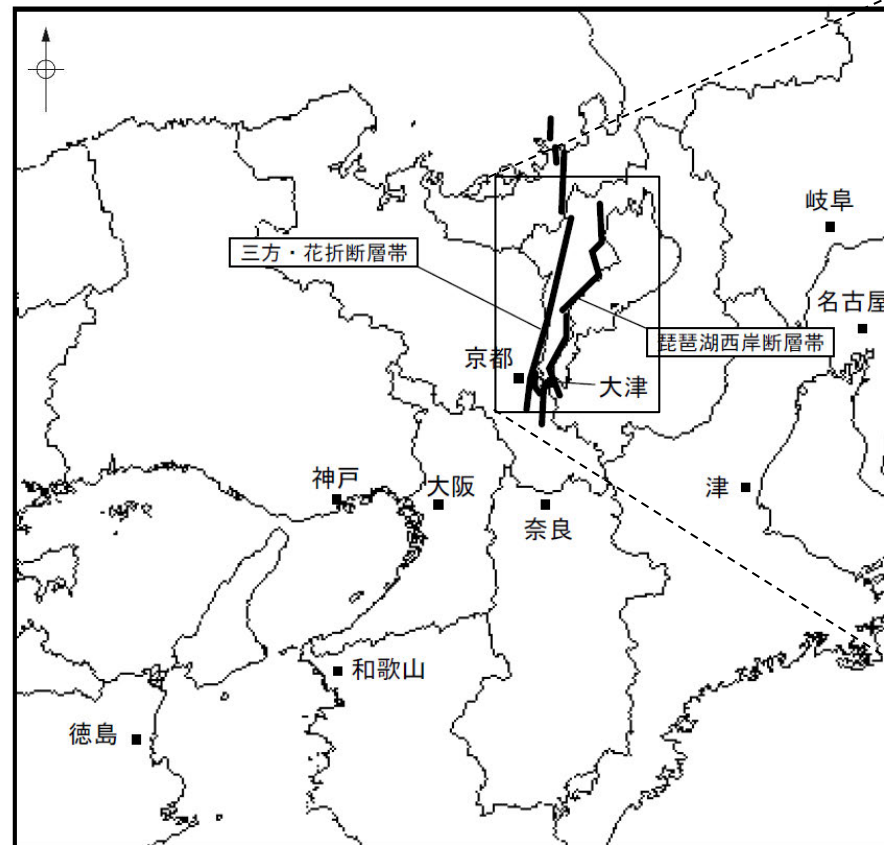 岐阜
三方・花折断層帯
名古屋
琵琶湖西岸断層帯
京都
大津
神戸
大阪
津
奈良
和歌山
徳島